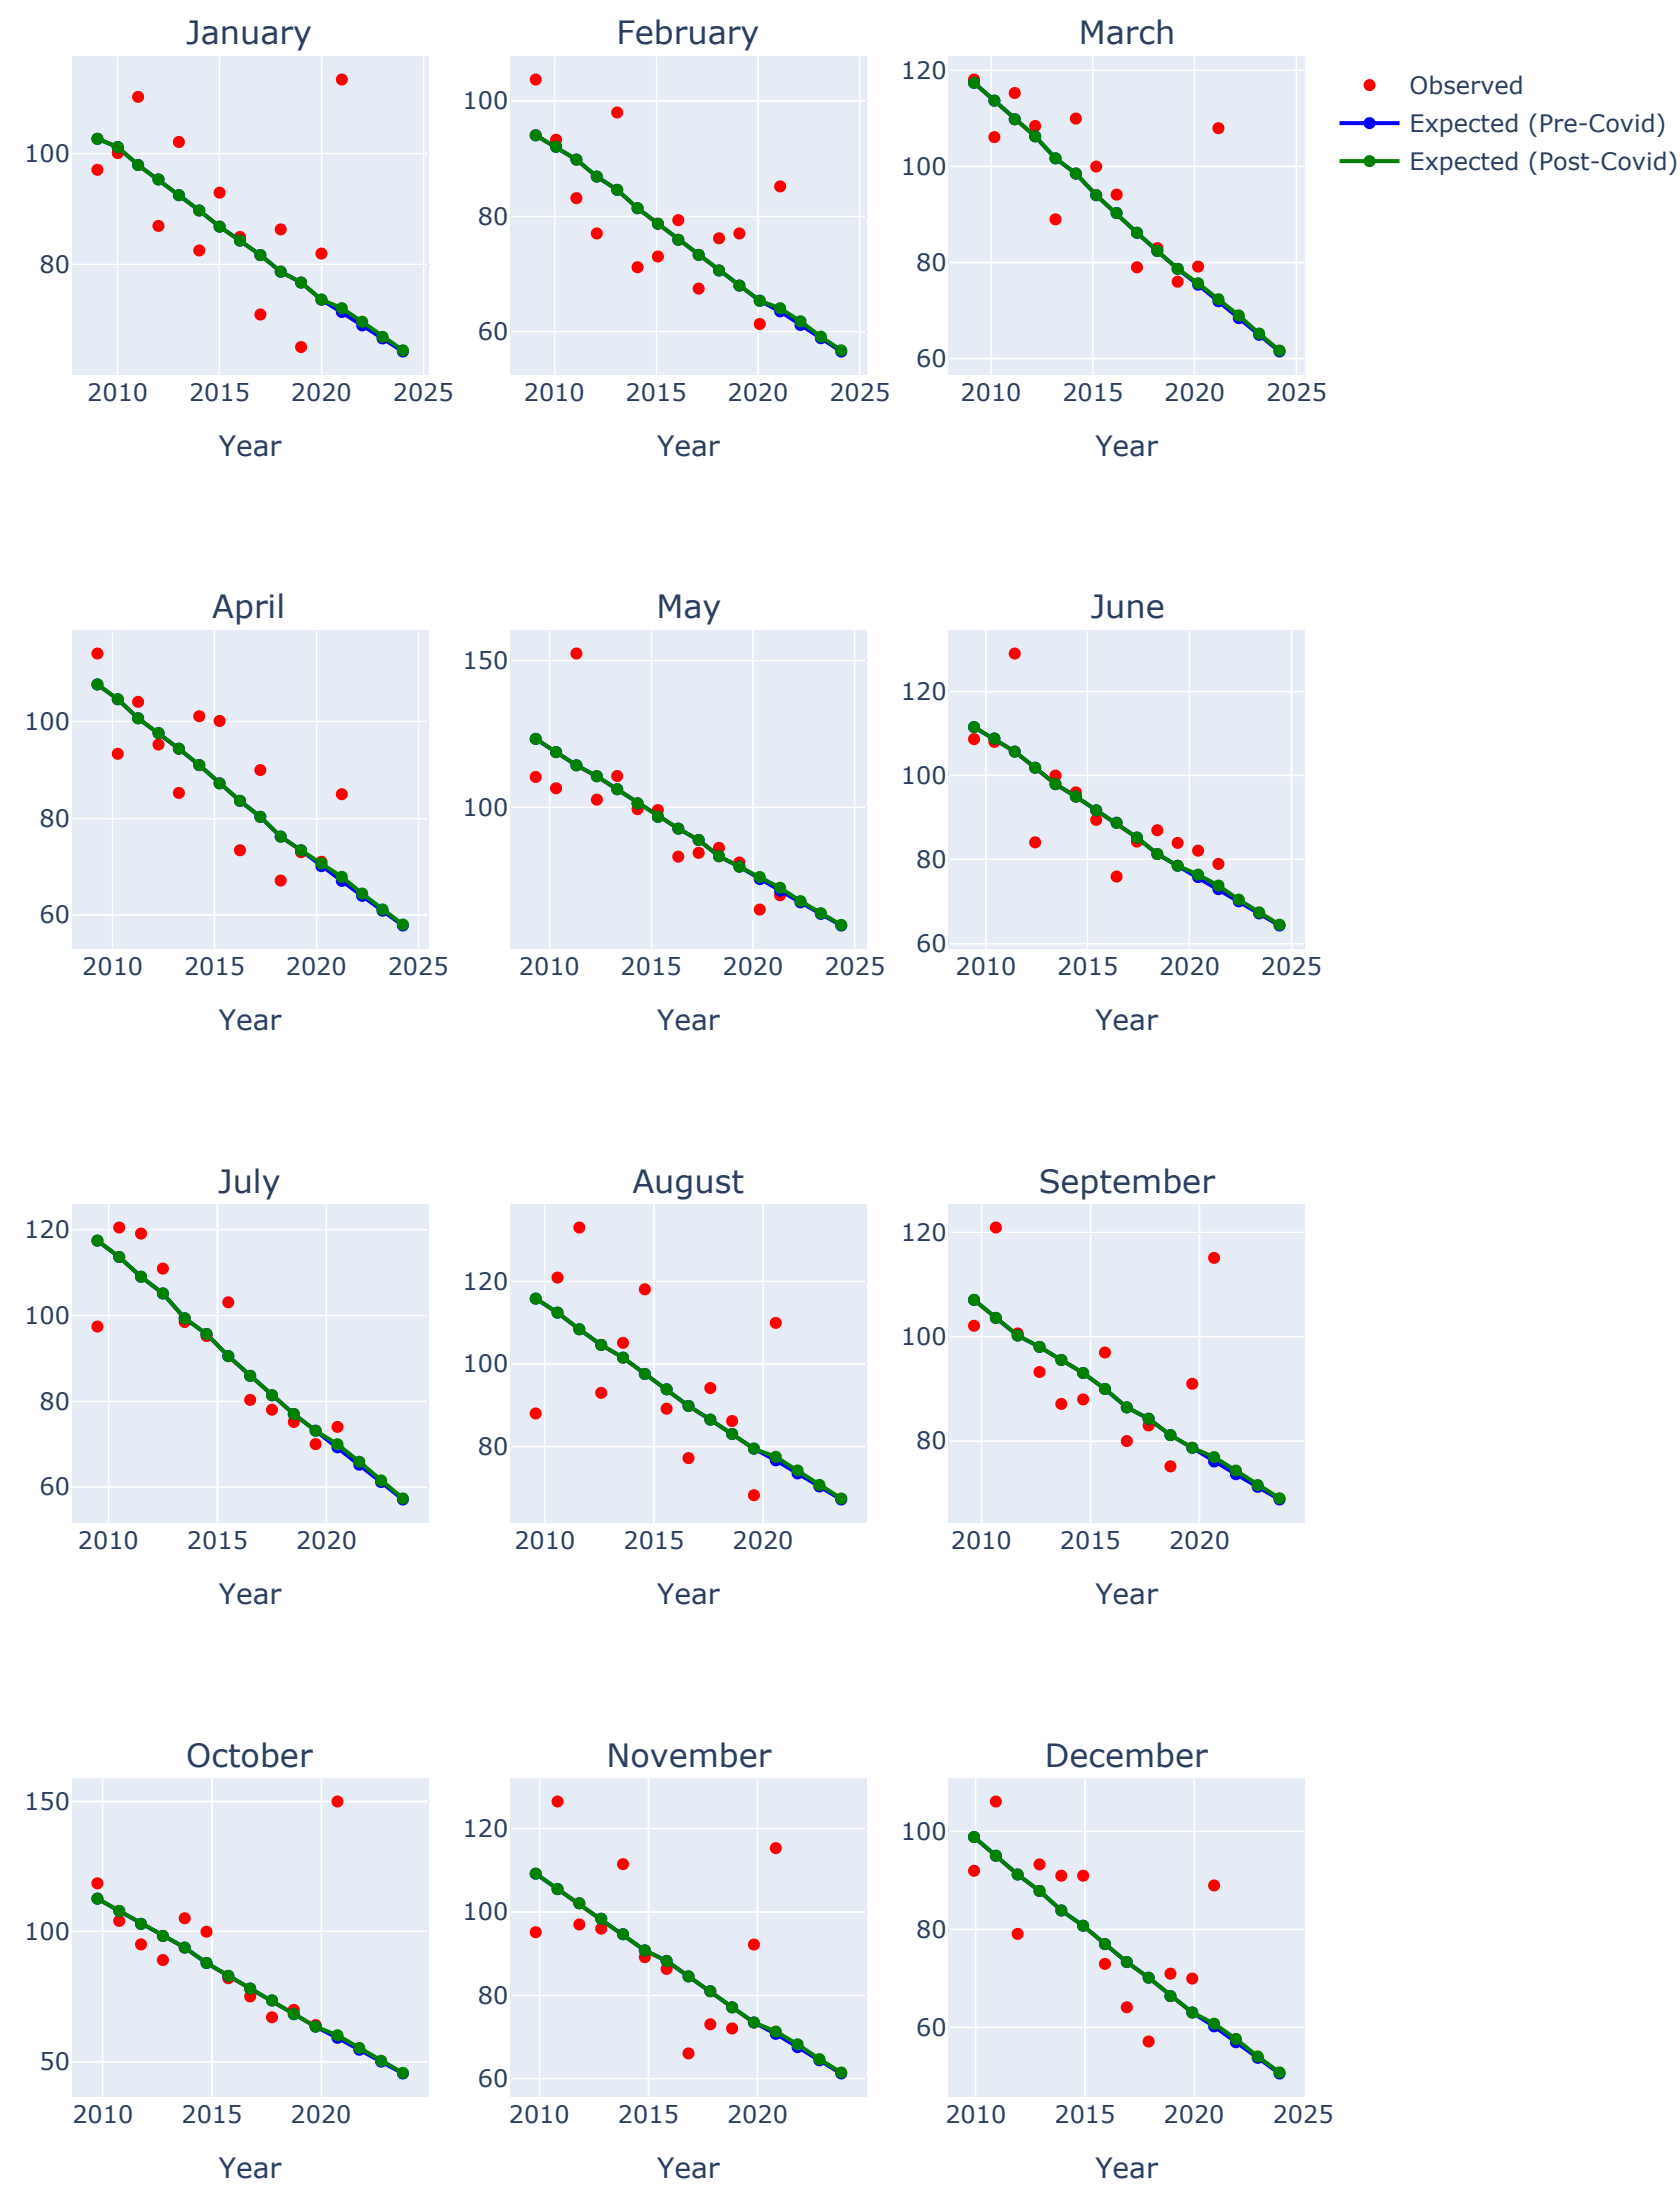 January February March
Observed
Expected (Pre-Covid)
Expected (Post-Covid)
100
80
2010 2015 2020 2025
Year
100
80
60
2010 2015 2020 2025
Year
120
100
80
60
2010 2015 2020 2025
Year
April May June
100
80
60
2010 2015 2020 2025
Year
150
100
2010 2015 2020 2025
Year
120
100
80
60
2010 2015 2020 2025
Year
July August September
120
100
80
60
2010 2015 2020
Year
120
100
80
2010 2015 2020
Year
120
100
80
2010 2015 2020
Year
October November December
150
100
50
2010 2015 2020
Year
120
100
80
60
2010 2015 2020
Year
100
80
60
2010 2015 2020 2025
Year